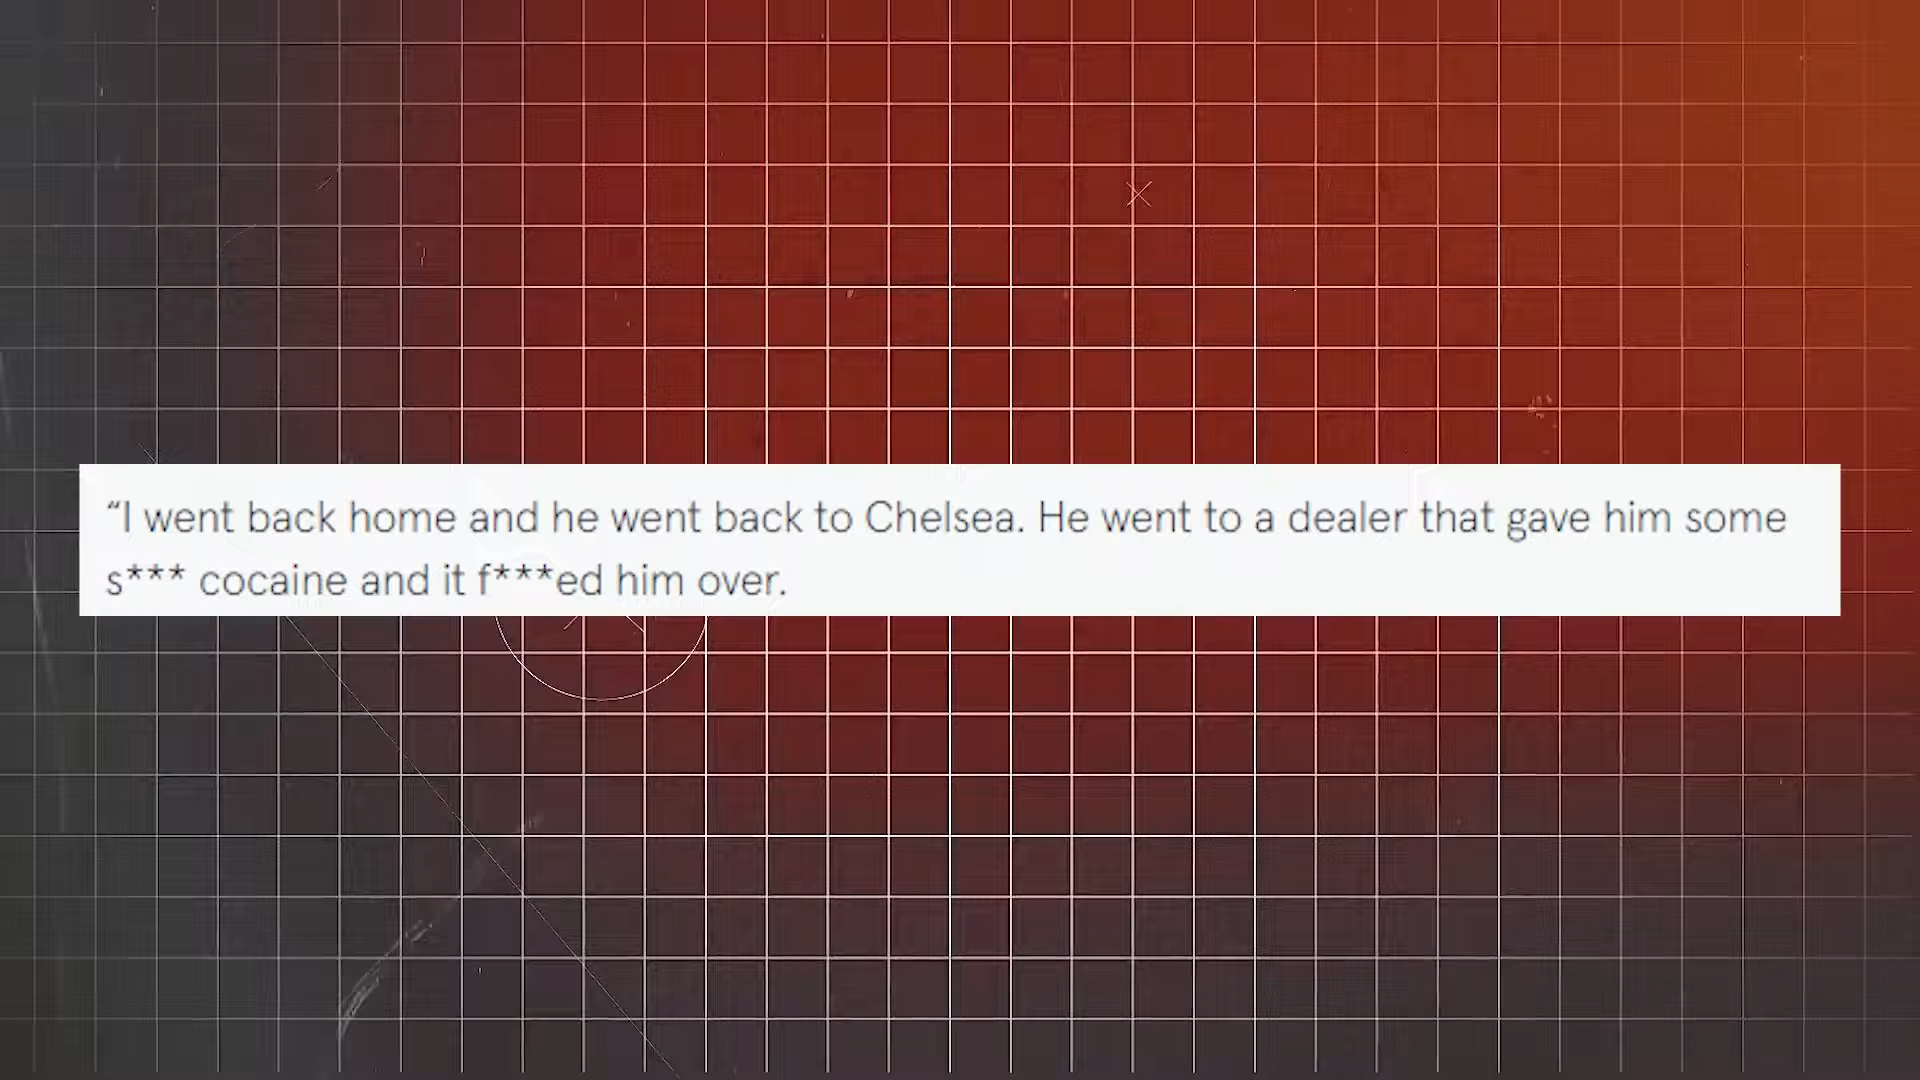 “I went back home and he went back to Chelsea. He went to a dealer that gave him some
s*** cocaine and it f***ed him over.